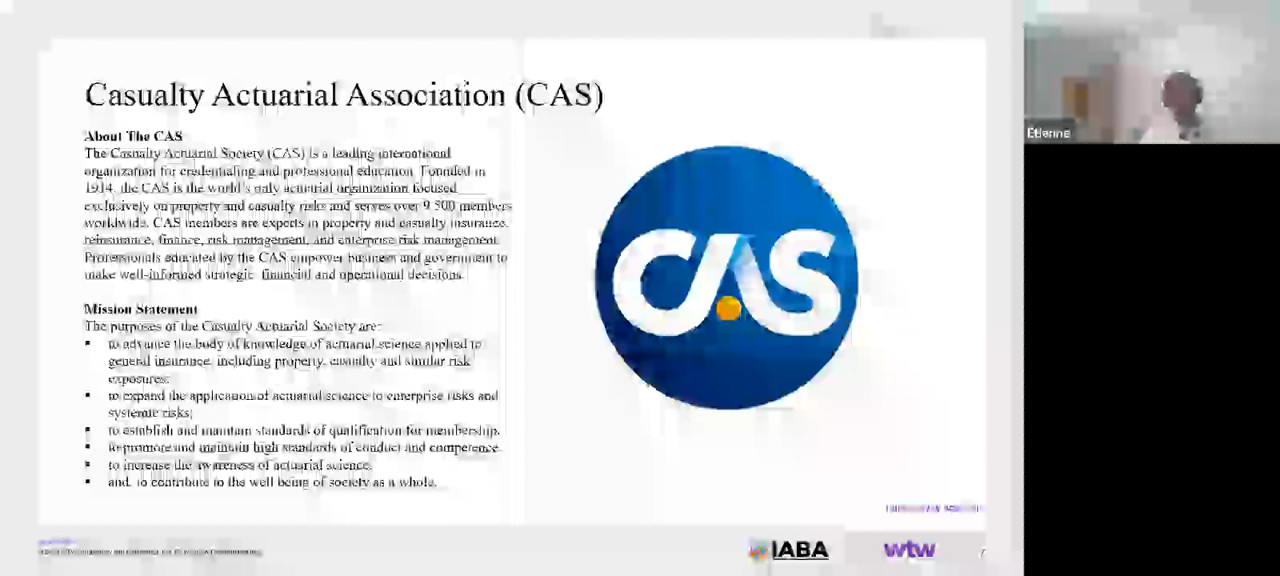 Casualty Actuarial Association (CAS)
About The CAS
The Casualty Actuarial Society (CAS) is a leading international
organization for credentialing and professional education. Founded in
1914, the CAS is the world's only actuarial organization focused
exclusively on property and casualty risks and serves over 9,500 members
worldwide. CAS members are experts in property and casualty insurance,
reinsurance, finance, risk management, and enterprise risk management.
Professionals educated by the CAS empower business and government to
make well-informed strategic, financial and operational decisions.
Mission Statement
The purposes of the Casualty Actuarial Society are:
▪ to advance the body of knowledge of actuarial science applied to
general insurance, including property, casualty and similar risk
exposures;
▪ to expand the application of actuarial science to enterprise risks and
systemic risks;
▪ to establish and maintain standards of qualification for membership;
▪ to promote and maintain high standards of conduct and competence;
▪ to increase the awareness of actuarial science;
▪ and, to contribute to the well being of society as a whole.
CAS
IABA
wtw
Etienne